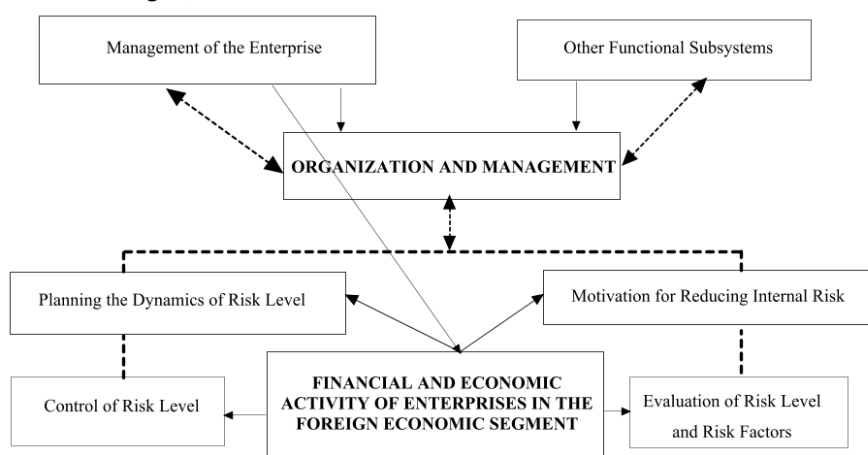 Management of the Enterprise
Other Functional Subsystems
ORGANIZATION AND MANAGEMENT
Planning the Dynamics of Risk Level
Motivation for Reducing Internal Risk
FINANCIAL AND ECONOMIC
ACTIVITY OF ENTERPRISES IN THE
FOREIGN ECONOMIC SEGMENT
Control of Risk Level
Evaluation of Risk Level
and Risk Factors